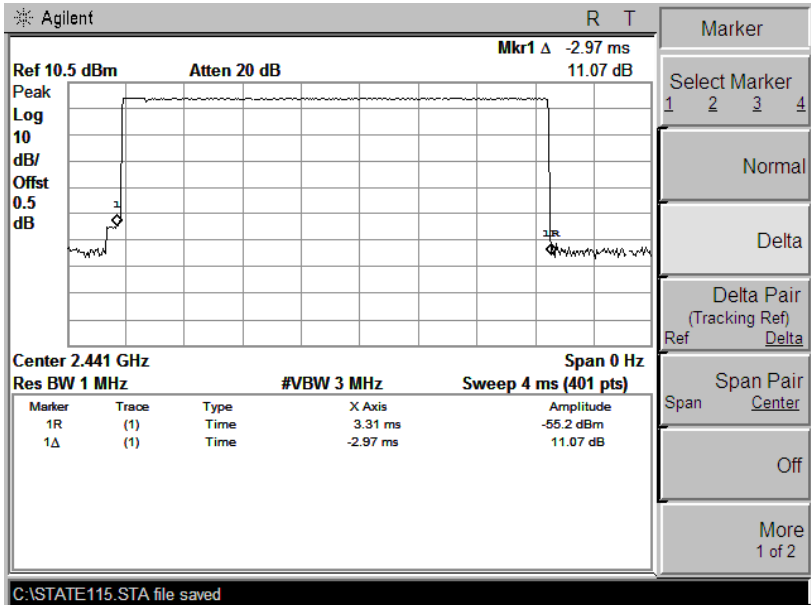 Agilent R T
Mkr1 Δ -2.97 ms
Ref 10.5 dBm Atten 20 dB 11.07 dB
Peak
Log
10
dB/
Offst
0.5
dB
1
1R
Center 2.441 GHz Span 0 Hz
Res BW 1 MHz #VBW 3 MHz Sweep 4 ms (401 pts)
Marker Trace Type X Axis Amplitude
1R (1) Time 3.31 ms -55.2 dBm
1Δ (1) Time -2.97 ms 11.07 dB
C:\STATE115.STA file saved
Marker
Select Marker
1 2 3 4
Normal
Delta
Delta Pair
(Tracking Ref)
Ref Delta
Span Pair
Span Center
Off
More
1 of 2